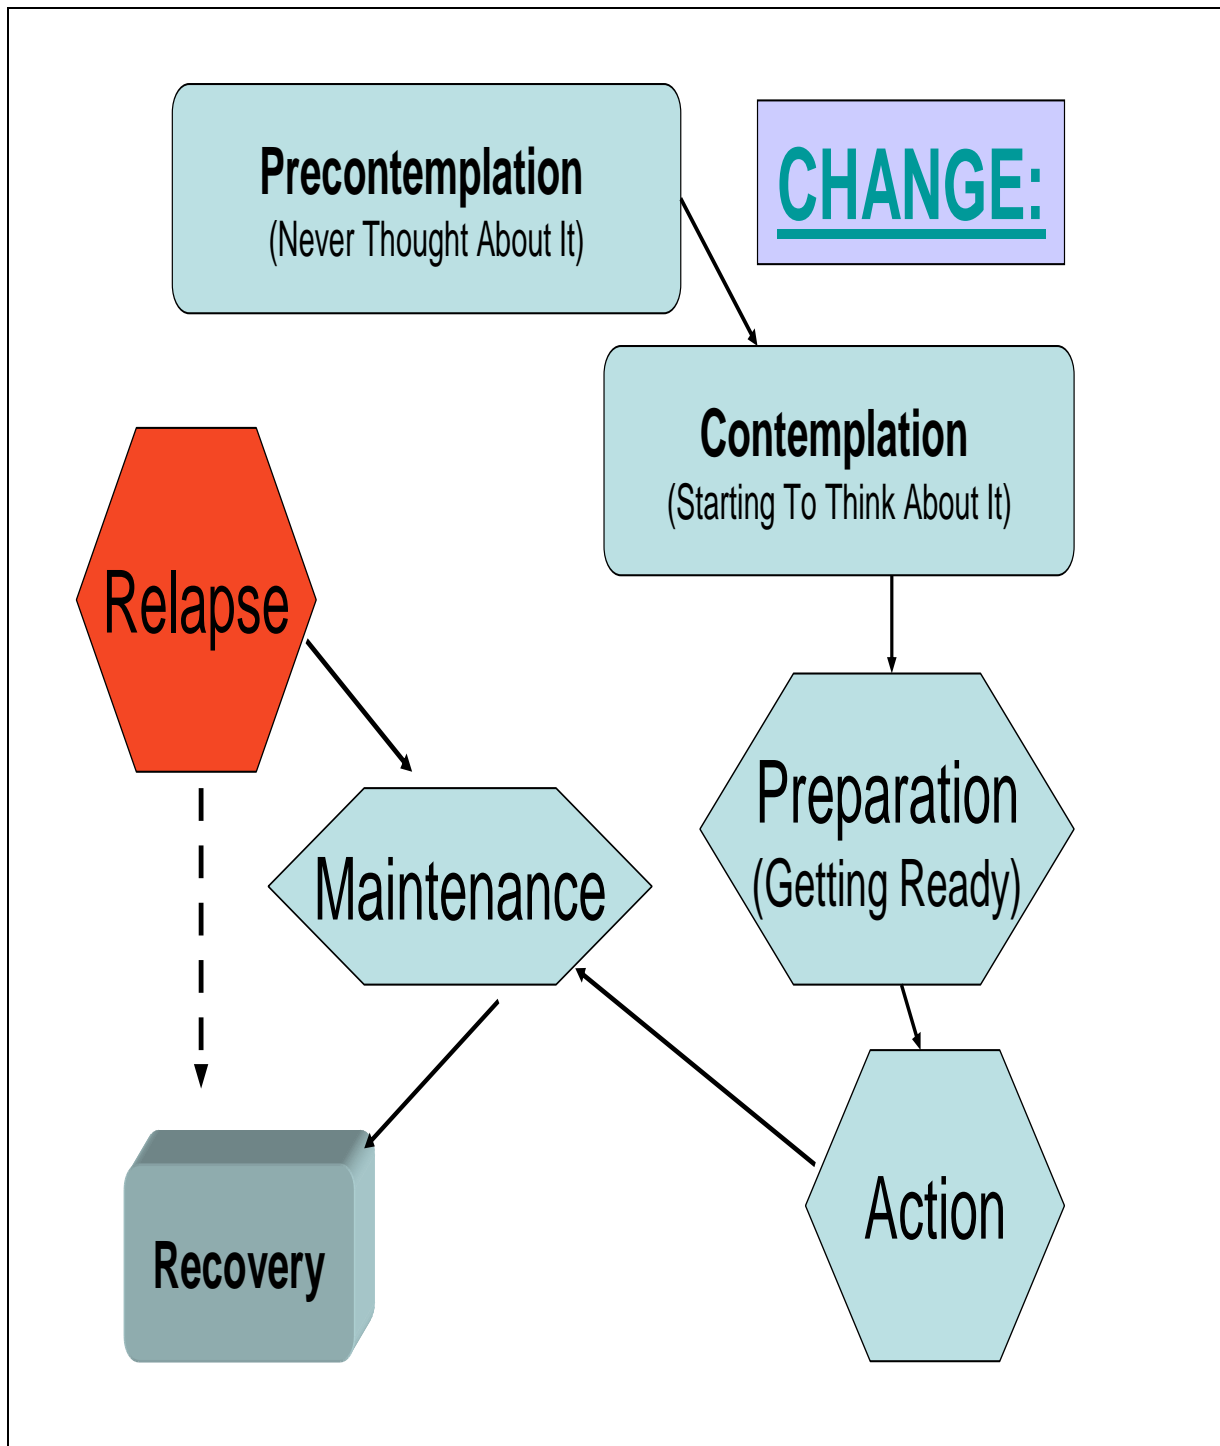 Precontemplation
(Never Thought About It)
CHANGE:
Contemplation
(Starting To Think About It)
Relapse
Preparation
(Getting Ready)
Maintenance
Action
Recovery